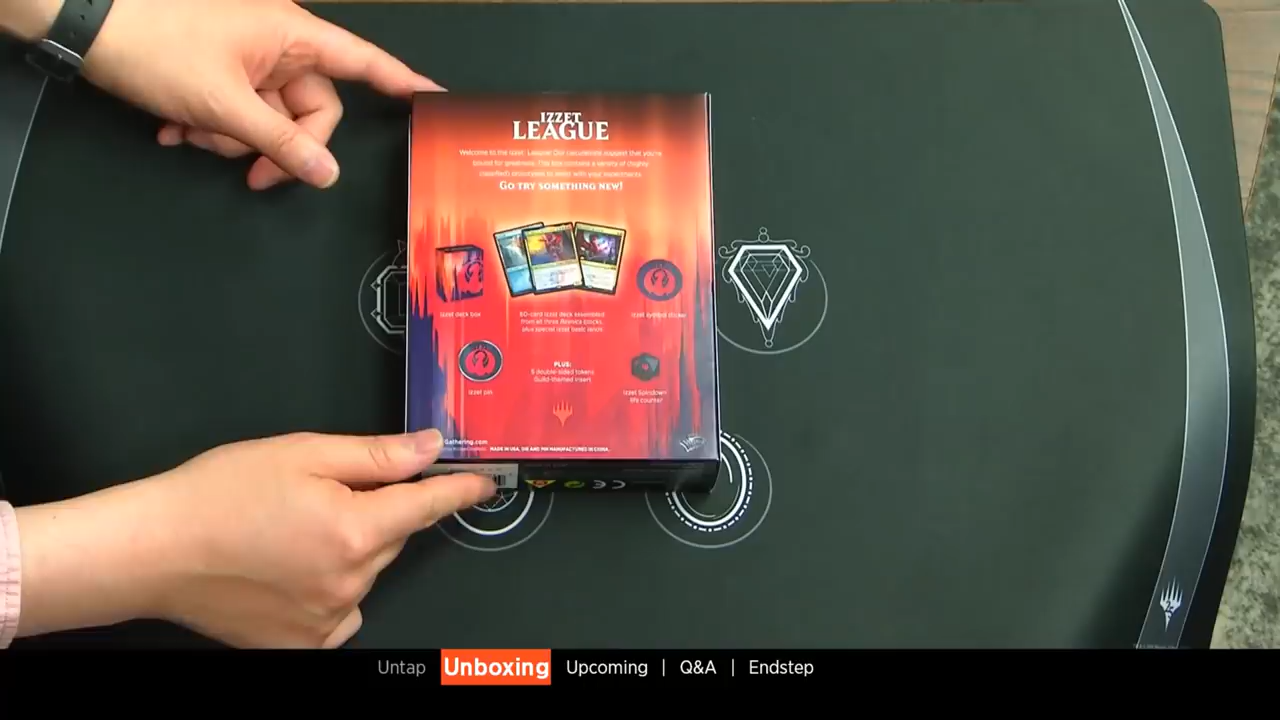 IZZET
LEAGUE
Welcome to the Izzet League! Our calculations suggest that you're
bound for greatness. This box contains a variety of (highly
classified) prototypes to assist with your experiments.
GO TRY SOMETHING NEW!
Izzet deck box
60-card Izzet deck assembled
from all three Ravnica blocks,
plus special Izzet basic lands
Izzet symbol sticker
Izzet pin
PLUS:
5 double-sided tokens
Guild-themed insert
Izzet Spindown
life counter
Gathering.com
MADE IN USA, DIE AND PIN MANUFACTURED IN CHINA.
CE
Untap
Unboxing
Upcoming | Q&A | Endstep